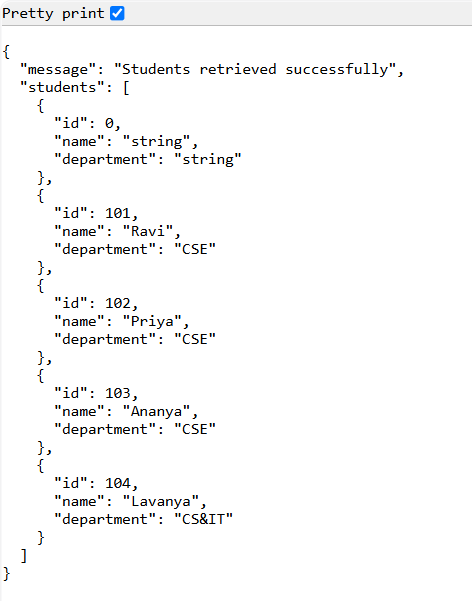 Pretty print
{
  "message": "Students retrieved successfully",
  "students": [
    {
      "id": 0,
      "name": "string",
      "department": "string"
    },
    {
      "id": 101,
      "name": "Ravi",
      "department": "CSE"
    },
    {
      "id": 102,
      "name": "Priya",
      "department": "CSE"
    },
    {
      "id": 103,
      "name": "Ananya",
      "department": "CSE"
    },
    {
      "id": 104,
      "name": "Lavanya",
      "department": "CS&IT"
    }
  ]
}